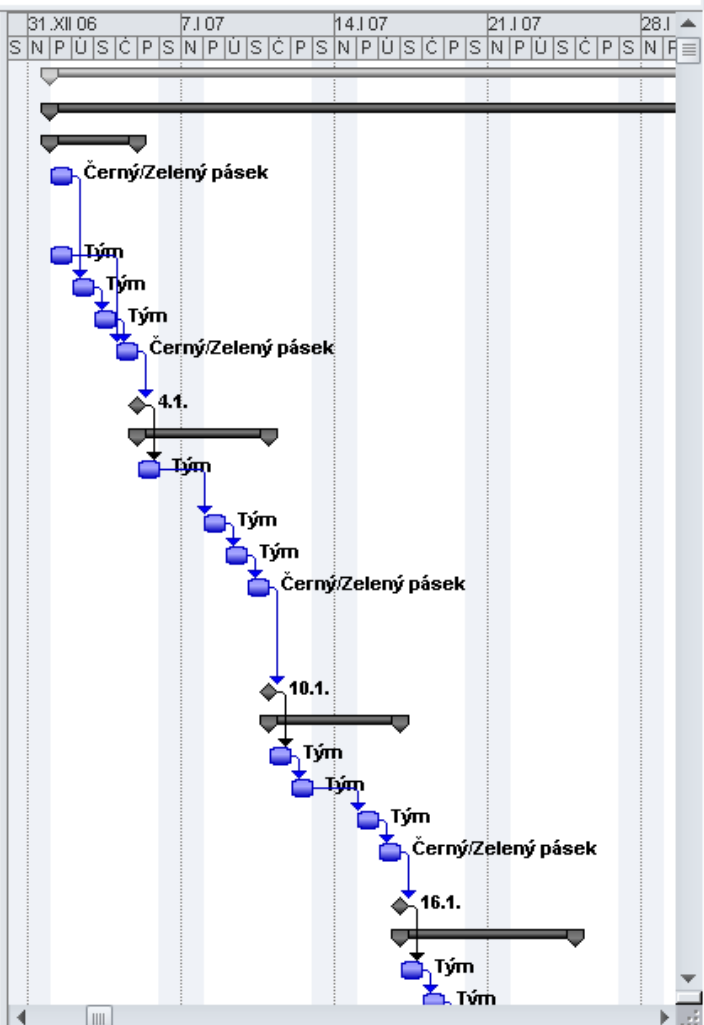 31.XII 06 7.I 07 14.I 07 21.I 07 28.I
S N P Ú S Č P S N P Ú S Č P S N P Ú S Č P S N P Ú S Č P S N P
Černý/Zelený pásek
Tým
Tým
Tým
Černý/Zelený pásek
4.1.
Tým
Tým
Tým
Černý/Zelený pásek
10.1.
Tým
Tým
Tým
Černý/Zelený pásek
16.1.
Tým
Tým